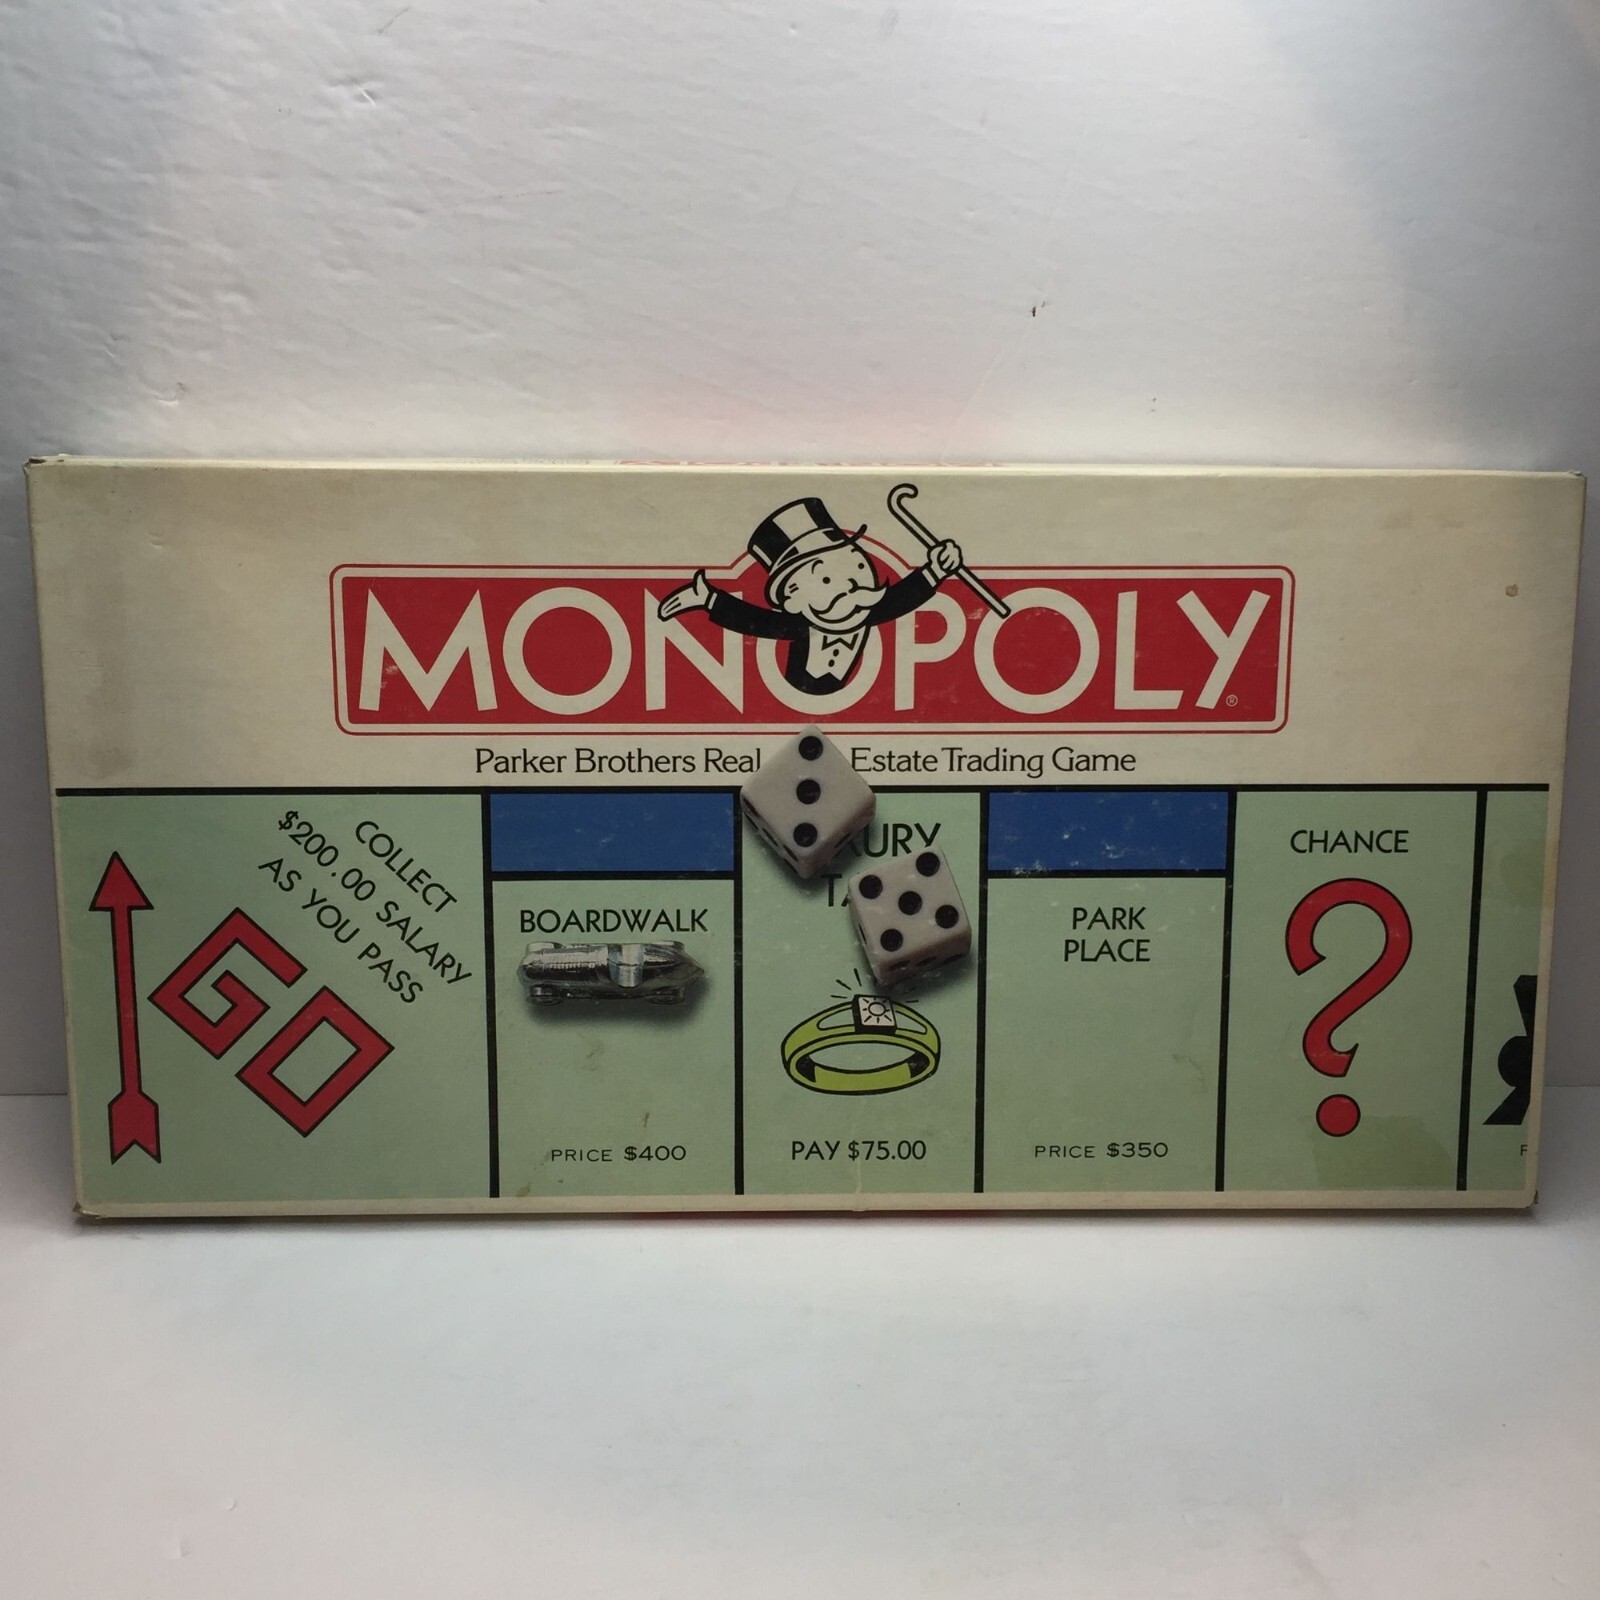 MONOPOLY®
Parker Brothers Real Estate Trading Game
COLLECT
$200.00 SALARY
AS YOU PASS
GO
BOARDWALK
PRICE $400
PAY $75.00
PARK
PLACE
PRICE $350
CHANCE